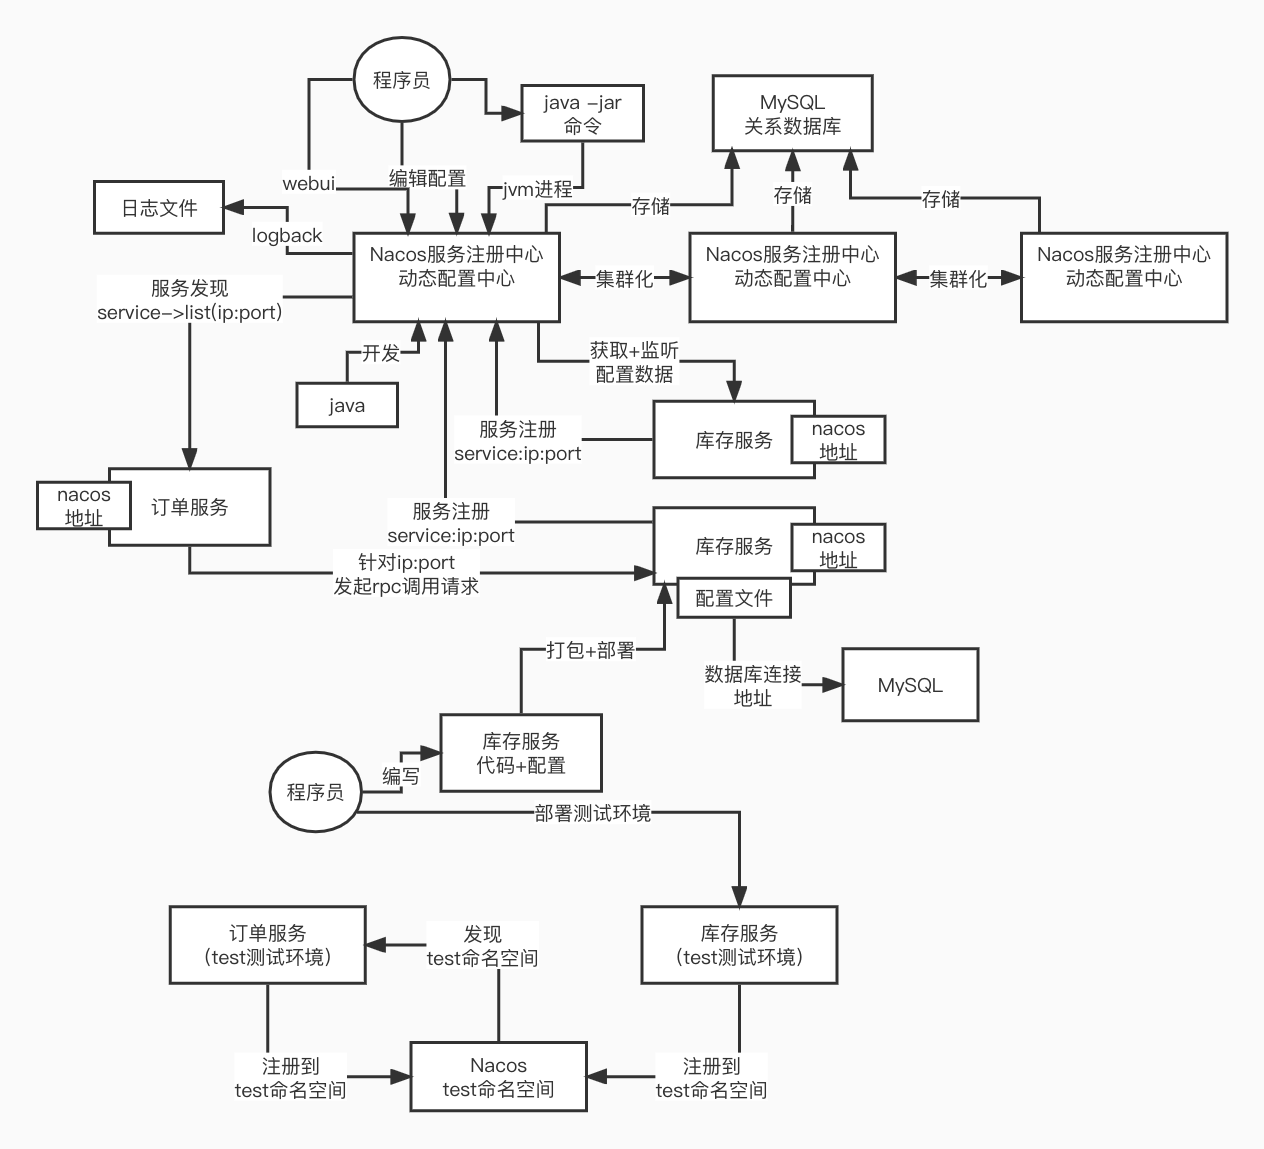 程序员
java -jar
命令
MySQL
关系数据库
webui
编辑配置
jvm进程
日志文件
logback
存储
存储
存储
Nacos服务注册中心
动态配置中心
集群化
Nacos服务注册中心
动态配置中心
集群化
Nacos服务注册中心
动态配置中心
服务发现
service->list(ip:port)
开发
java
获取+监听
配置数据
服务注册
service:ip:port
库存服务
nacos
地址
nacos
地址
订单服务
服务注册
service:ip:port
库存服务
nacos
地址
针对ip:port
发起rpc调用请求
配置文件
打包+部署
数据库连接
地址
MySQL
库存服务
代码+配置
程序员
编写
部署测试环境
订单服务
（test测试环境）
发现
test命名空间
库存服务
（test测试环境）
注册到
test命名空间
Nacos
test命名空间
注册到
test命名空间